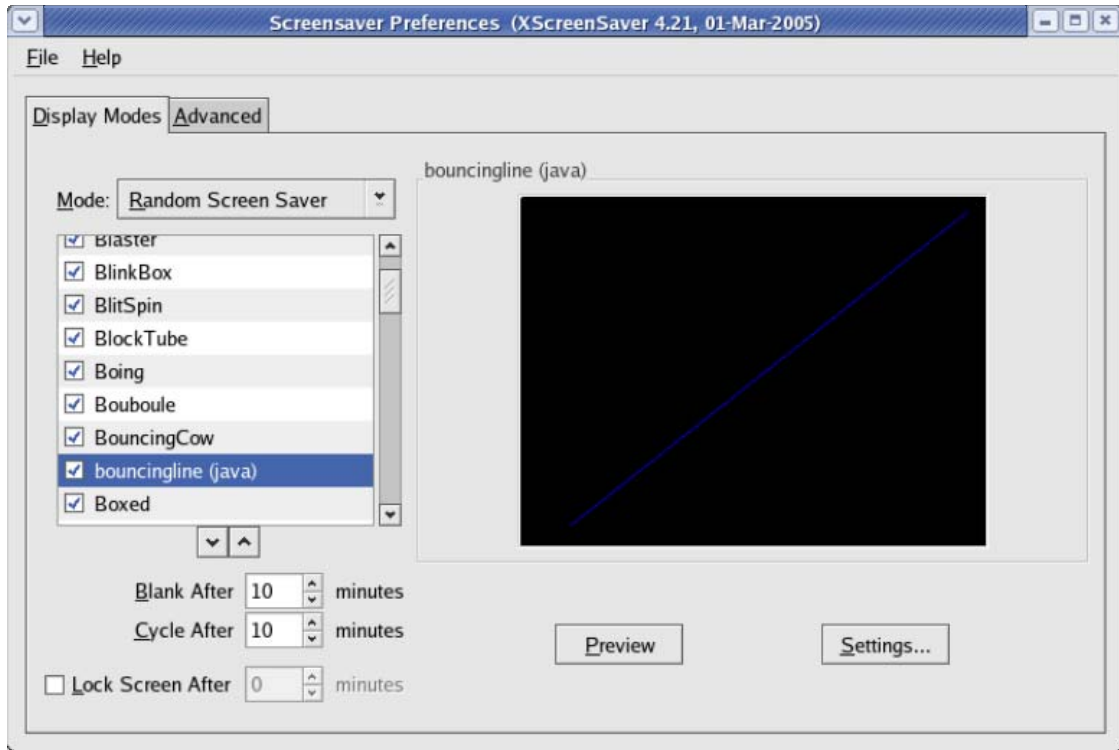 Screensaver Preferences (XScreenSaver 4.21, 01-Mar-2005)
File Help
Display Modes Advanced
Mode: Random Screen Saver
Blaster
BlinkBox
BlitSpin
BlockTube
Boing
Bouboule
BouncingCow
bouncingline (java)
Boxed
Blank After 10 minutes
Cycle After 10 minutes
Lock Screen After 0 minutes
bouncingline (java)
Preview Settings...